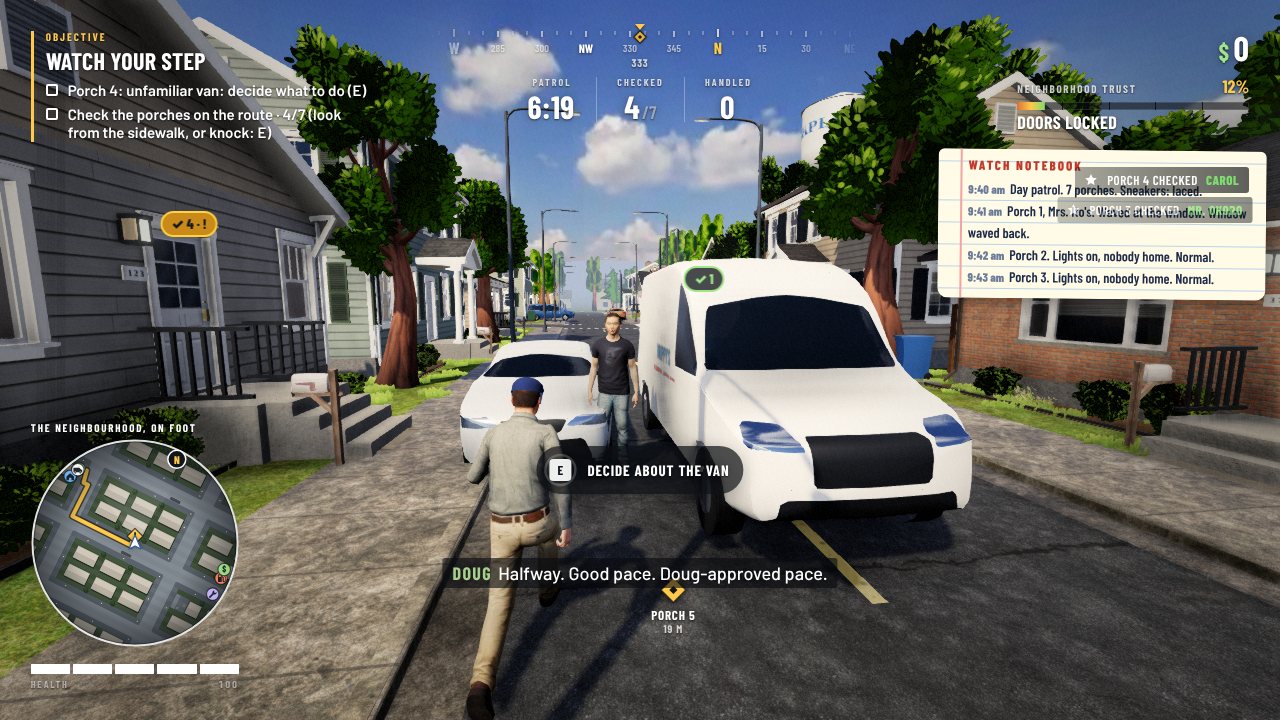 OBJECTIVE
WATCH YOUR STEP
Porch 4: unfamiliar van: decide what to do (E)
Check the porches on the route · 4/7 (look
from the sidewalk, or knock: E)
W 285 300 NW 330 345 N 15 30 NE
333
PATROL CHECKED HANDLED
6:19 4/7 0
$0
NEIGHBORHOOD TRUST 12%
DOORS LOCKED
WATCH NOTEBOOK
PORCH 4 CHECKED CAROL
9:40 am Day patrol. 7 porches. Sneakers: laced.
9:41 am Porch 1, Mrs.
waved back.
9:42 am Porch 2. Lights on, nobody home. Normal.
9:43 am Porch 3. Lights on, nobody home. Normal.
4·!
123
1
E DECIDE ABOUT THE VAN
DOUG Halfway. Good pace. Doug-approved pace.
PORCH 5
19 M
THE NEIGHBOURHOOD, ON FOOT
N
HEALTH 100